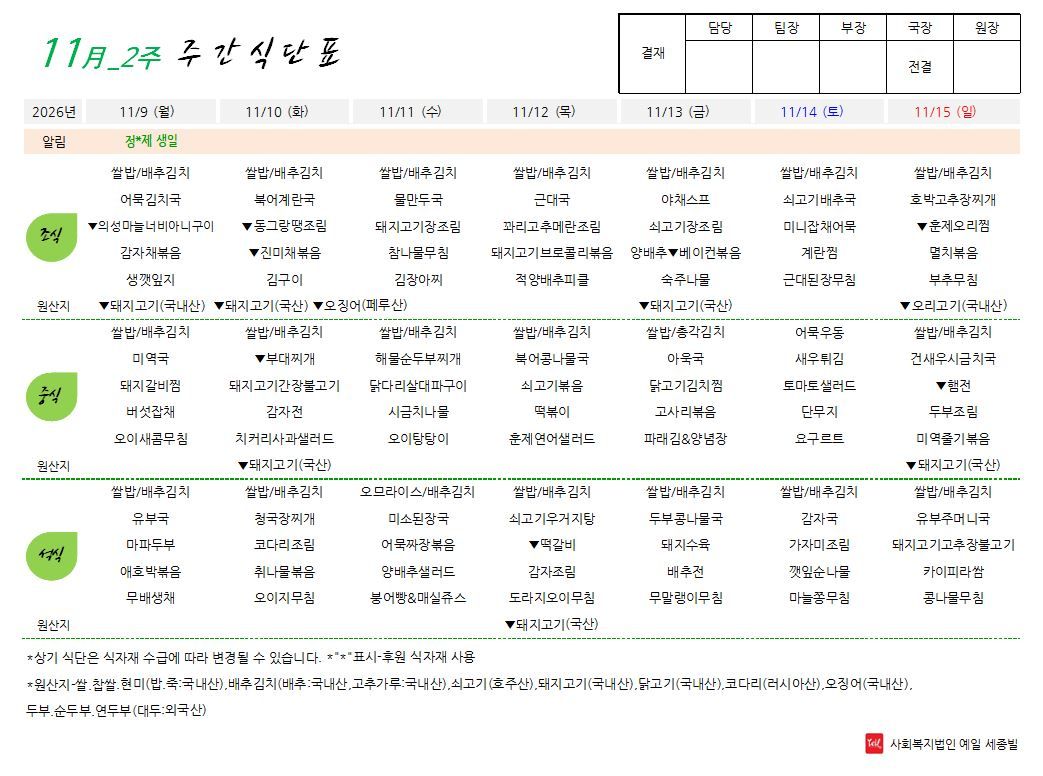 11月_2주 주간식단표
결재 담당 팀장 부장 국장 원장
전결
2026년 11/9 (월) 11/10 (화) 11/11 (수) 11/12 (목) 11/13 (금) 11/14 (토) 11/15 (일)
알림 정*제 생일
쌀밥/배추김치 쌀밥/배추김치 쌀밥/배추김치 쌀밥/배추김치 쌀밥/배추김치 쌀밥/배추김치 쌀밥/배추김치
어묵김치국 북어계란국 물만두국 근대국 야채스프 쇠고기배추국 호박고추장찌개
조식 ▼의성마늘너비아니구이 ▼동그랑땡조림 돼지고기장조림 꽈리고추메란조림 쇠고기장조림 미니잡채어묵 ▼훈제오리찜
감자채볶음 ▼진미채볶음 참나물무침 돼지고기브로콜리볶음 양배추▼베이컨볶음 계란찜 멸치볶음
생깻잎지 김구이 김장아찌 적양배추피클 숙주나물 근대된장무침 부추무침
원산지 ▼돼지고기(국내산) ▼돼지고기(국산) ▼오징어(페루산) ▼돼지고기(국산) ▼오리고기(국내산)
쌀밥/배추김치 쌀밥/배추김치 쌀밥/배추김치 쌀밥/배추김치 쌀밥/총각김치 어묵우동 쌀밥/배추김치
미역국 ▼부대찌개 해물순두부찌개 북어콩나물국 아욱국 새우튀김 건새우시금치국
중식 돼지갈비찜 돼지고기간장불고기 닭다리살대파구이 쇠고기볶음 닭고기김치찜 토마토샐러드 ▼햄전
버섯잡채 감자전 시금치나물 떡볶이 고사리볶음 단무지 두부조림
오이새콤무침 치커리사과샐러드 오이탕탕이 훈제연어샐러드 파래김&양념장 요구르트 미역줄기볶음
원산지 ▼돼지고기(국산) ▼돼지고기(국산)
쌀밥/배추김치 쌀밥/배추김치 오므라이스/배추김치 쌀밥/배추김치 쌀밥/배추김치 쌀밥/배추김치 쌀밥/배추김치
유부국 청국장찌개 미소된장국 쇠고기우거지탕 두부콩나물국 감자국 유부주머니국
석식 마파두부 코다리조림 어묵짜장볶음 ▼떡갈비 돼지수육 가자미조림 돼지고기고추장불고기
애호박볶음 취나물볶음 양배추샐러드 감자조림 배추전 깻잎순나물 카이피라쌈
무배생채 오이지무침 붕어빵&매실쥬스 도라지오이무침 무말랭이무침 마늘쫑무침 콩나물무침
원산지 ▼돼지고기(국산)
*상기 식단은 식자재 수급에 따라 변경될 수 있습니다. *"*"표시-후원 식자재 사용
*원산지-쌀.찹쌀.현미(밥.죽:국내산),배추김치(배추:국내산,고추가루:국내산),쇠고기(호주산),돼지고기(국내산),닭고기(국내산),코다리(러시아산),오징어(국내산),
두부.순두부.연두부(대두:외국산)
사회복지법인 예일 세종빌